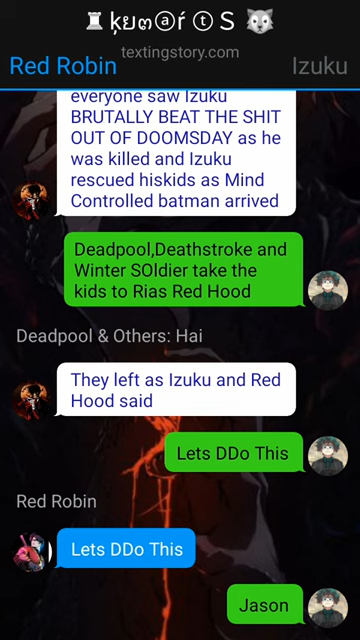 textingstory.com
Red Robin
Izuku
everyone saw Izuku
BRUTALLY BEAT THE SHIT
OUT OF DOOMSDAY as he
was killed and Izuku
rescued hiskids as Mind
Controlled batman arrived
Deadpool,Deathstroke and
Winter SOldier take the
kids to Rias Red Hood
Deadpool & Others: Hai
They left as Izuku and Red
Hood said
Lets DDo This
Red Robin
Lets DDo This
Jason